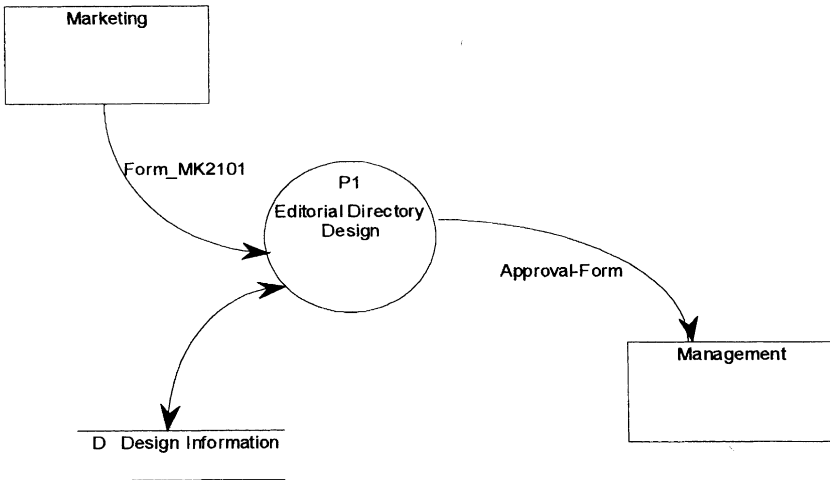 Marketing
Form_MK2101
P1
Editorial Directory
Design
Approval-Form
Management
D Design Information